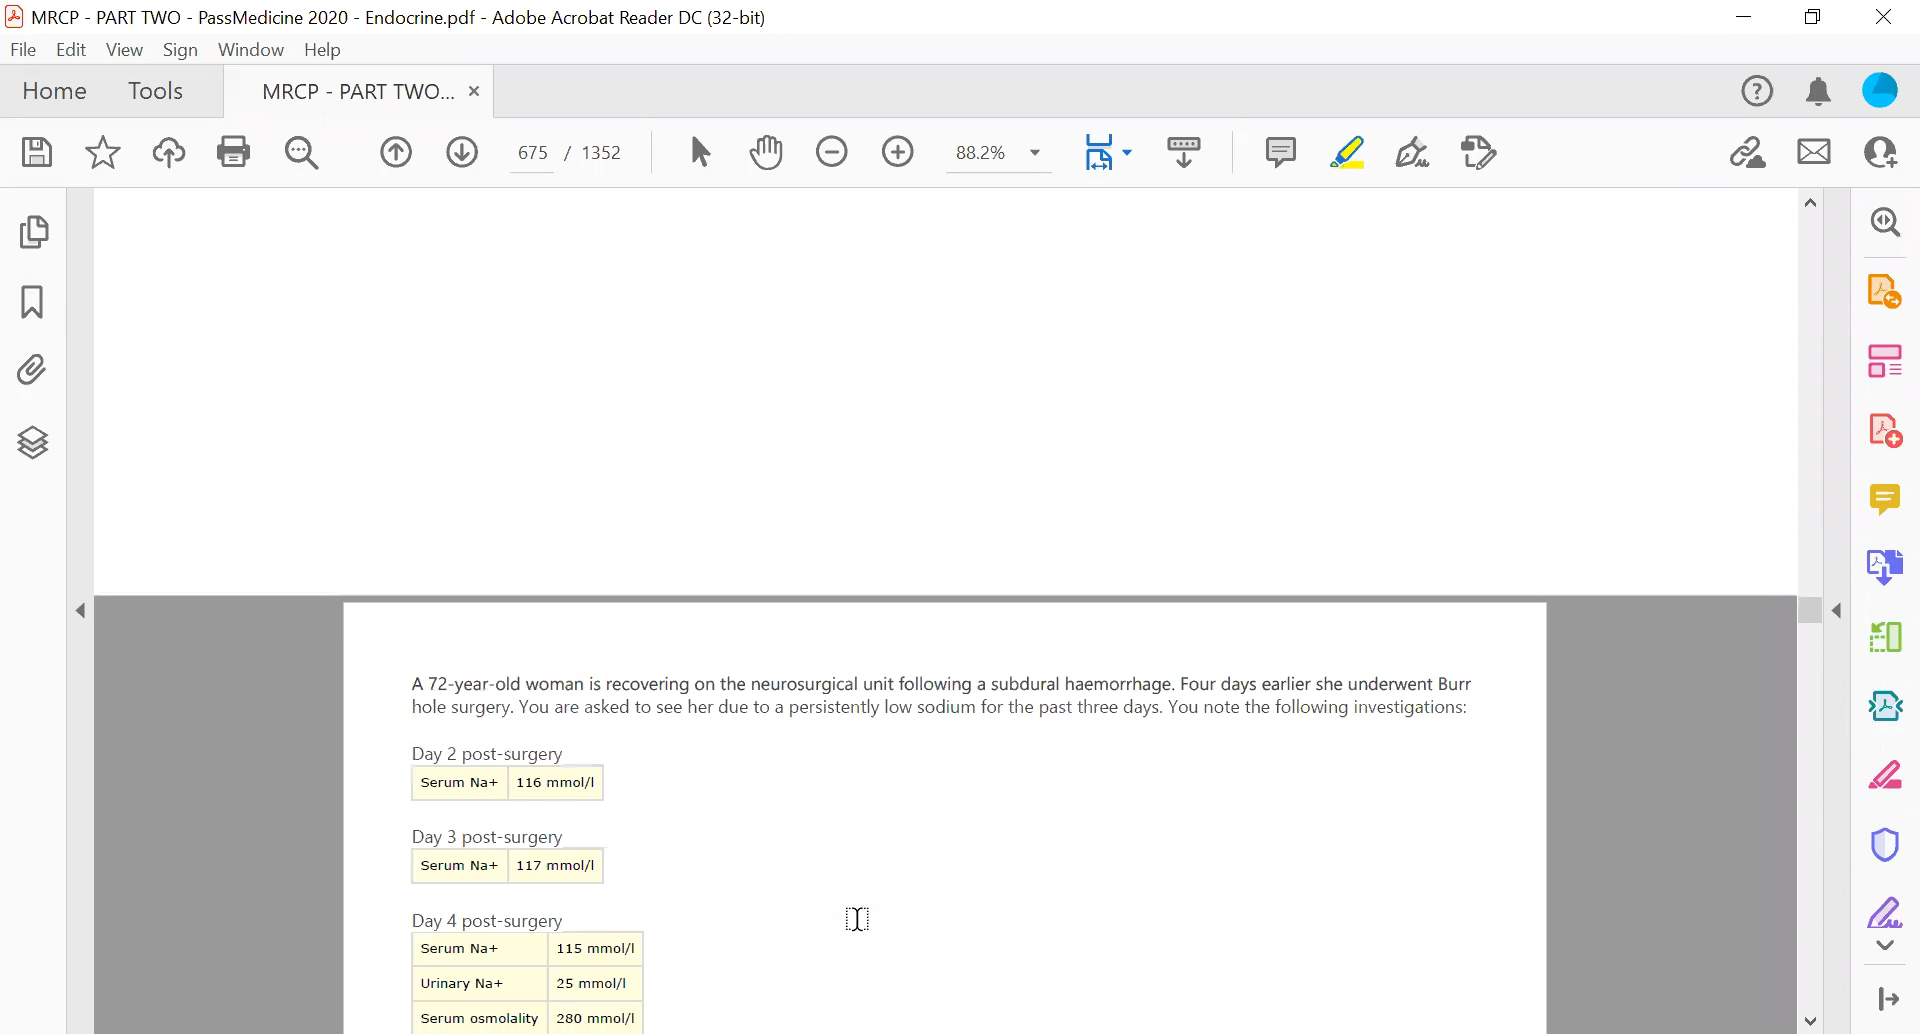 MRCP - PART TWO - PassMedicine 2020 - Endocrine.pdf - Adobe Acrobat Reader DC (32-bit)
File Edit View Sign Window Help
Home Tools MRCP - PART TWO... ×
675 / 1352 88.2%
A 72-year-old woman is recovering on the neurosurgical unit following a subdural haemorrhage. Four days earlier she underwent Burr
hole surgery. You are asked to see her due to a persistently low sodium for the past three days. You note the following investigations:
Day 2 post-surgery
Serum Na+ 116 mmol/l
Day 3 post-surgery
Serum Na+ 117 mmol/l
Day 4 post-surgery
Serum Na+ 115 mmol/l
Urinary Na+ 25 mmol/l
Serum osmolality 280 mmol/l